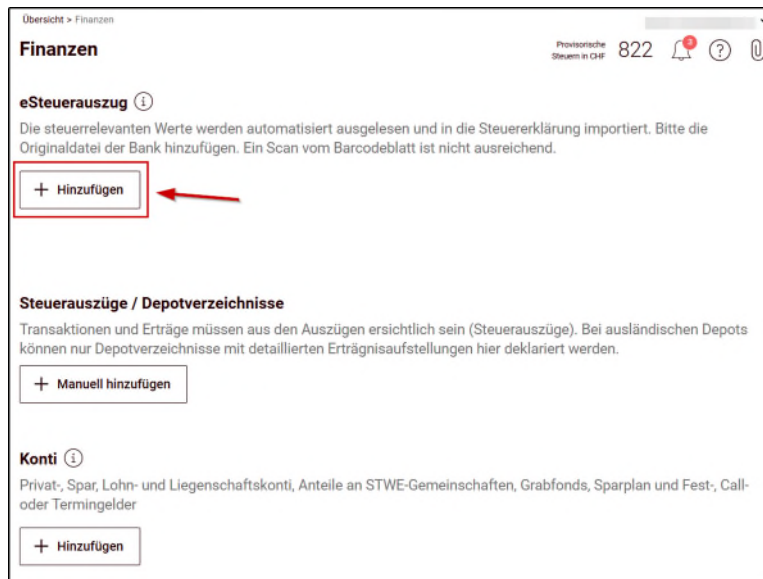 Übersicht > Finanzen
Finanzen
Provisorische
Steuern in CHF
822
3
?
eSteuerauszug i
Die steuerrelevanten Werte werden automatisiert ausgelesen und in die Steuererklärung importiert. Bitte die
Originaldatei der Bank hinzufügen. Ein Scan vom Barcodeblatt ist nicht ausreichend.
+ Hinzufügen
Steuerauszüge / Depotverzeichnisse
Transaktionen und Erträge müssen aus den Auszügen ersichtlich sein (Steuerauszüge). Bei ausländischen Depots
können nur Depotverzeichnisse mit detaillierten Erträgnisaufstellungen hier deklariert werden.
+ Manuell hinzufügen
Konti i
Privat-, Spar, Lohn- und Liegenschaftskonti, Anteile an STWE-Gemeinschaften, Grabfonds, Sparplan und Fest-, Call-
oder Termingelder
+ Hinzufügen